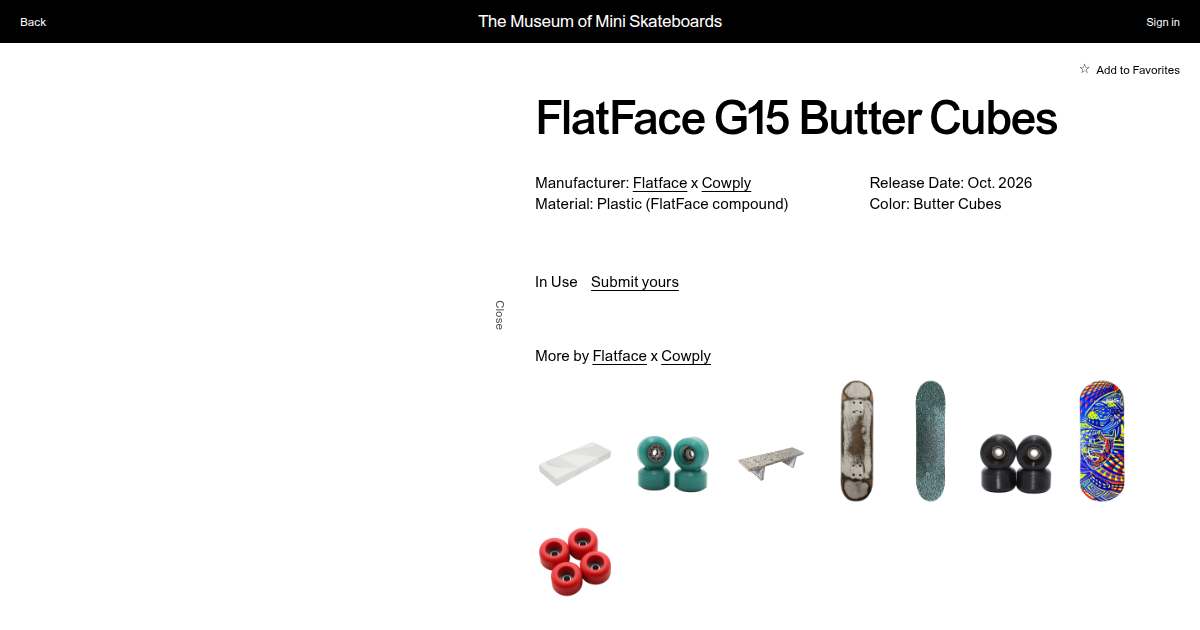 Back
The Museum of Mini Skateboards
Sign in
☆ Add to Favorites
FlatFace G15 Butter Cubes
Manufacturer: Flatface x Cowply
Release Date: Oct. 2026
Material: Plastic (FlatFace compound)
Color: Butter Cubes
In Use Submit yours
Close
More by Flatface x Cowply